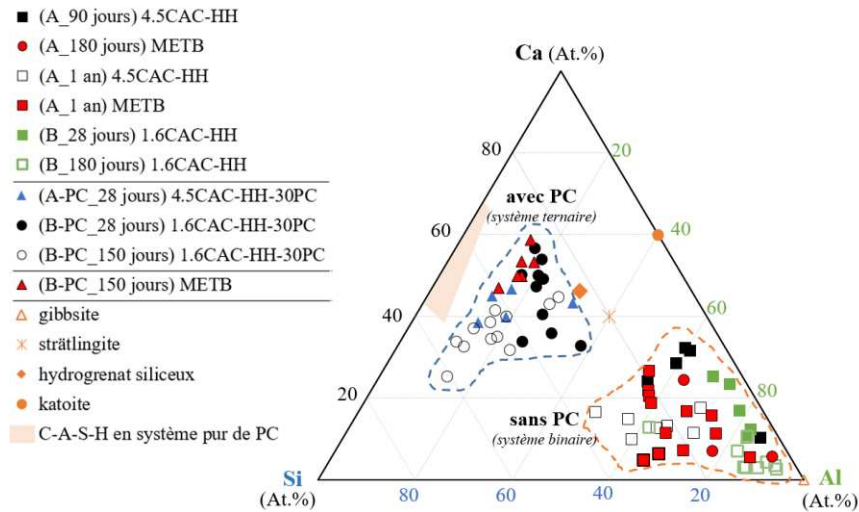 (A_90 jours) 4.5CAC-HH
(A_180 jours) METB
(A_1 an) 4.5CAC-HH
(A_1 an) METB
(B_28 jours) 1.6CAC-HH
(B_180 jours) 1.6CAC-HH
(A-PC_28 jours) 4.5CAC-HH-30PC
(B-PC_28 jours) 1.6CAC-HH-30PC
(B-PC_150 jours) 1.6CAC-HH-30PC
(B-PC_150 jours) METB
gibbsite
strätlingite
hydrogrenat siliceux
katoite
C-A-S-H en système pur de PC
Ca (At.%)
80
20
avec PC
(système ternaire)
60
40
40
60
20
80
sans PC
(système binaire)
Si
(At.%)
80
60
40
20
Al
(At.%)